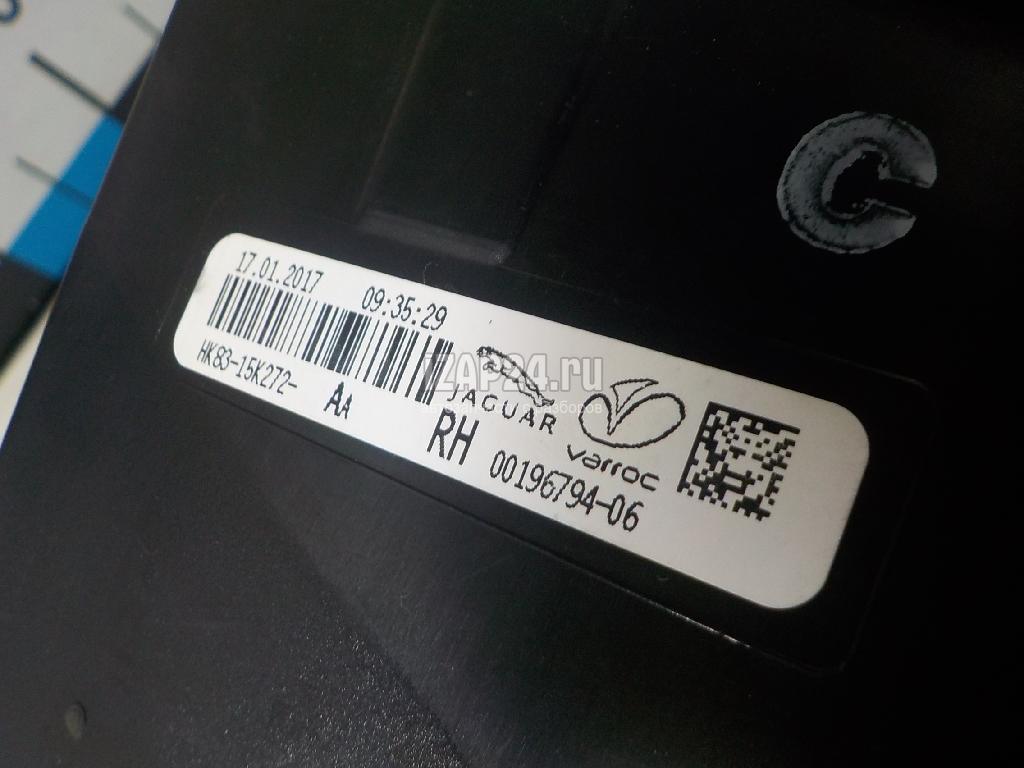 C
17.01.2017 09:35:29
HK83-15K272- AA
JAGUAR
varroc
RH 00196794-06
IZAP24.ru